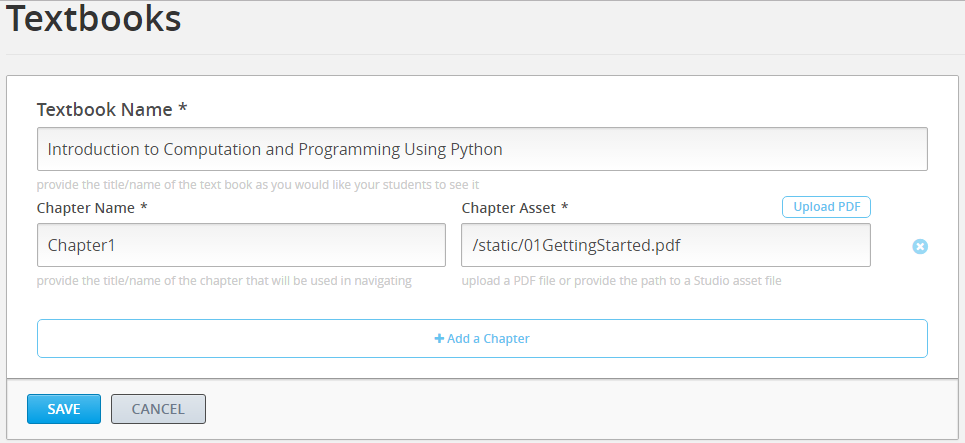 Textbooks
Textbook Name *
Introduction to Computation and Programming Using Python
provide the title/name of the text book as you would like your students to see it
Chapter Name *
Chapter Asset *
Upload PDF
Chapter1
/static/01GettingStarted.pdf
provide the title/name of the chapter that will be used in navigating
upload a PDF file or provide the path to a Studio asset file
+ Add a Chapter
SAVE
CANCEL